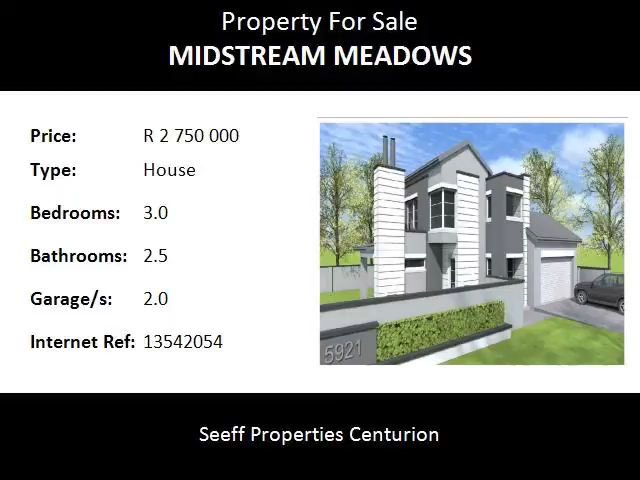 Property For Sale
MIDSTREAM MEADOWS
Price: R 2 750 000
Type: House
Bedrooms: 3.0
Bathrooms: 2.5
Garage/s: 2.0
Internet Ref: 13542054
5921
Seeff Properties Centurion